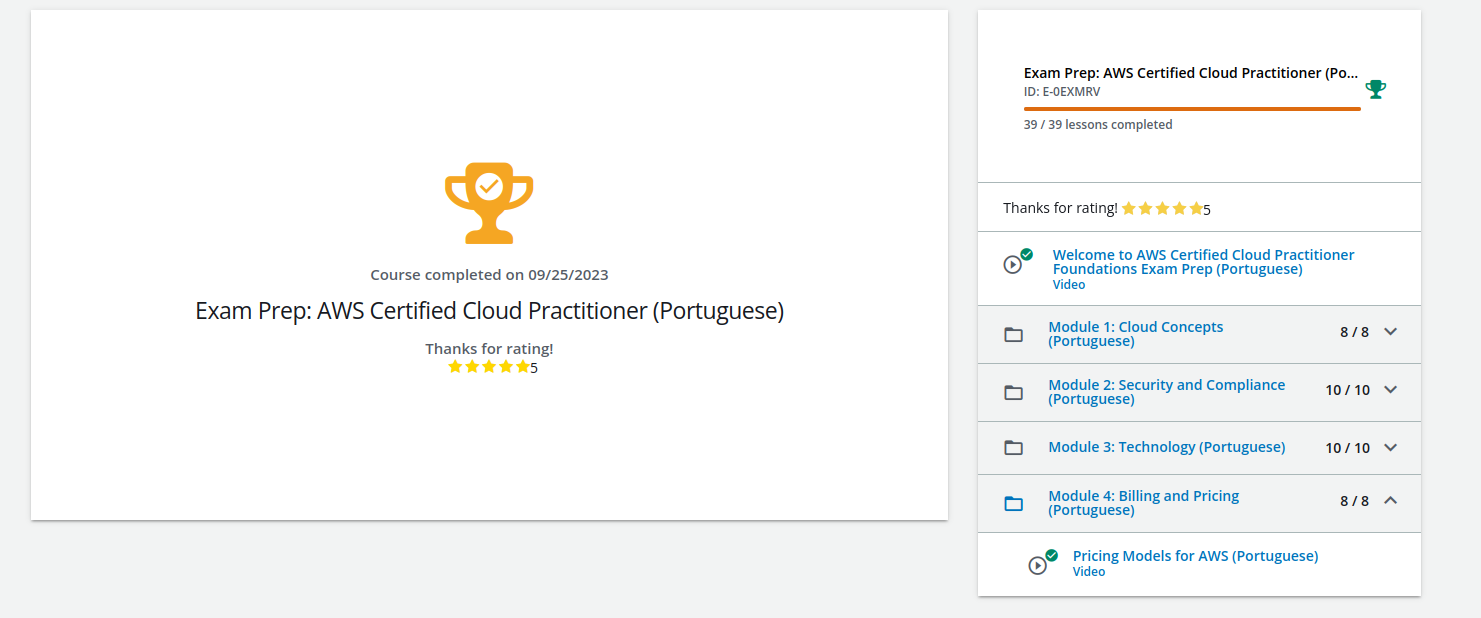 Course completed on 09/25/2023
Exam Prep: AWS Certified Cloud Practitioner (Portuguese)
Thanks for rating!
5
Exam Prep: AWS Certified Cloud Practitioner (Po...
ID: E-0EXMRV
39 / 39 lessons completed
Thanks for rating! 5
Welcome to AWS Certified Cloud Practitioner
Foundations Exam Prep (Portuguese)
Video
Module 1: Cloud Concepts
(Portuguese)
8 / 8
Module 2: Security and Compliance
(Portuguese)
10 / 10
Module 3: Technology (Portuguese)
10 / 10
Module 4: Billing and Pricing
(Portuguese)
8 / 8
Pricing Models for AWS (Portuguese)
Video